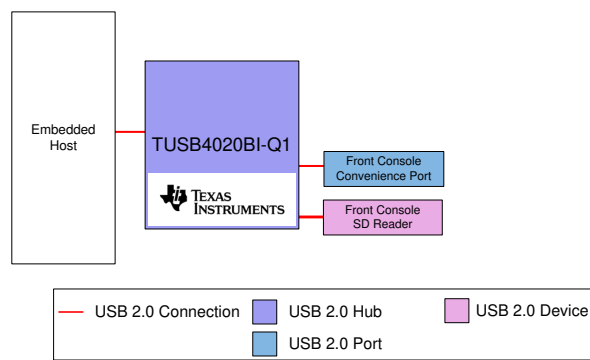 Embedded
Host
TUSB4020BI-Q1
TEXAS
INSTRUMENTS
Front Console
Convenience Port
Front Console
SD Reader
USB 2.0 Connection
USB 2.0 Hub
USB 2.0 Device
USB 2.0 Port